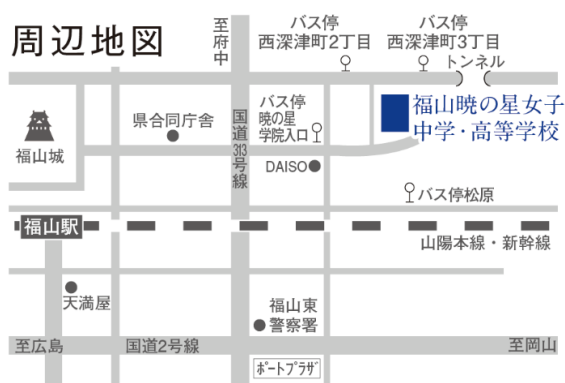 周辺地図
至府中
バス停
西深津町2丁目
バス停
西深津町3丁目
トンネル
福山暁の星女子
中学・高等学校
バス停
暁の星
学院入口
県合同庁舎
国道313号線
福山城
DAISO
バス停松原
福山駅
山陽本線・新幹線
天満屋
福山東
警察署
至広島
国道2号線
至岡山
ポートプラザ